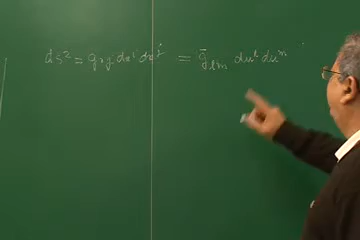 ds² = gᵢⱼ dxⁱ dxʲ = ḡₗₘ duˡ duᵐ